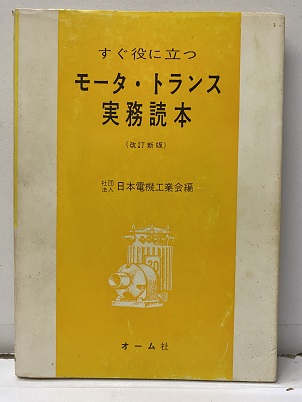 すぐ役に立つ
モータ・トランス
実務読本
(改訂新版)
社団法人 日本電機工業会編
オーム社